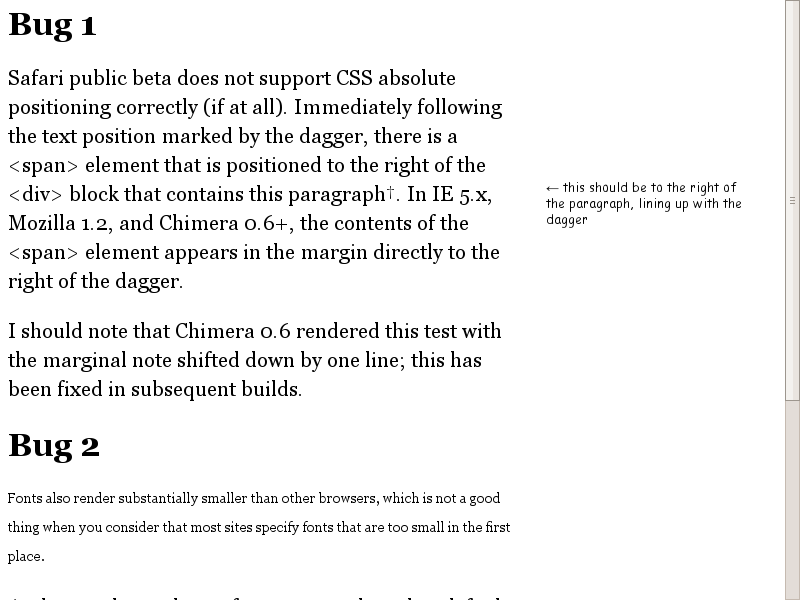 Bug 1
Safari public beta does not support CSS absolute
positioning correctly (if at all). Immediately following
the text position marked by the dagger, there is a
<span> element that is positioned to the right of the
<div> block that contains this paragraph†. In IE 5.x,
Mozilla 1.2, and Chimera 0.6+, the contents of the
<span> element appears in the margin directly to the
right of the dagger.
← this should be to the right of
the paragraph, lining up with the
dagger
I should note that Chimera 0.6 rendered this test with
the marginal note shifted down by one line; this has
been fixed in subsequent builds.
Bug 2
Fonts also render substantially smaller than other browsers, which is not a good
thing when you consider that most sites specify fonts that are too small in the first
place.